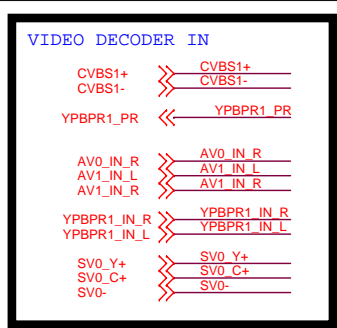 VIDEO DECODER IN
CVBS1+ CVBS1+
CVBS1- CVBS1-
YPBPR1_PR YPBPR1_PR
AV0_IN_R AV0_IN_R
AV1_IN_L AV1_IN_L
AV1_IN_R AV1_IN_R
YPBPR1_IN_R YPBPR1_IN_R
YPBPR1_IN_L YPBPR1_IN_L
SV0_Y+ SV0_Y+
SV0_C+ SV0_C+
SV0- SV0-